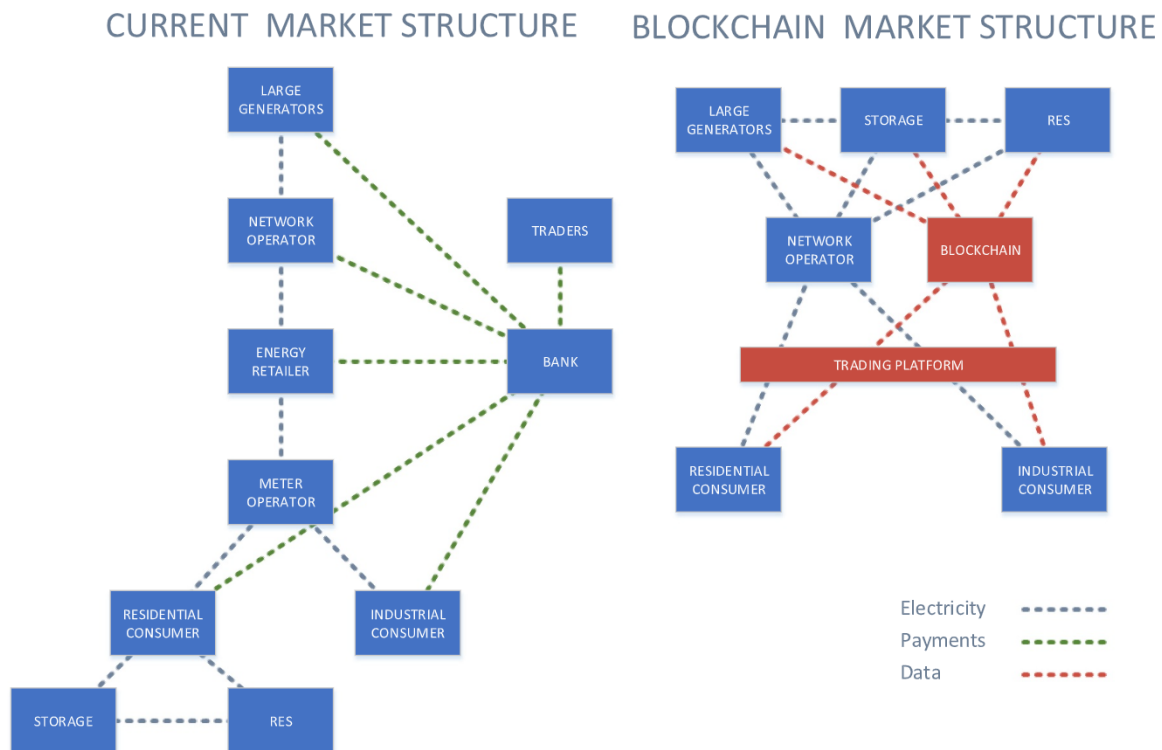 CURRENT MARKET STRUCTURE
LARGE
GENERATORS
NETWORK
OPERATOR
TRADERS
ENERGY
RETAILER
BANK
METER
OPERATOR
RESIDENTIAL
CONSUMER
INDUSTRIAL
CONSUMER
STORAGE
RES
BLOCKCHAIN MARKET STRUCTURE
LARGE
GENERATORS
STORAGE
RES
NETWORK
OPERATOR
BLOCKCHAIN
TRADING PLATFORM
RESIDENTIAL
CONSUMER
INDUSTRIAL
CONSUMER
Electricity
Payments
Data